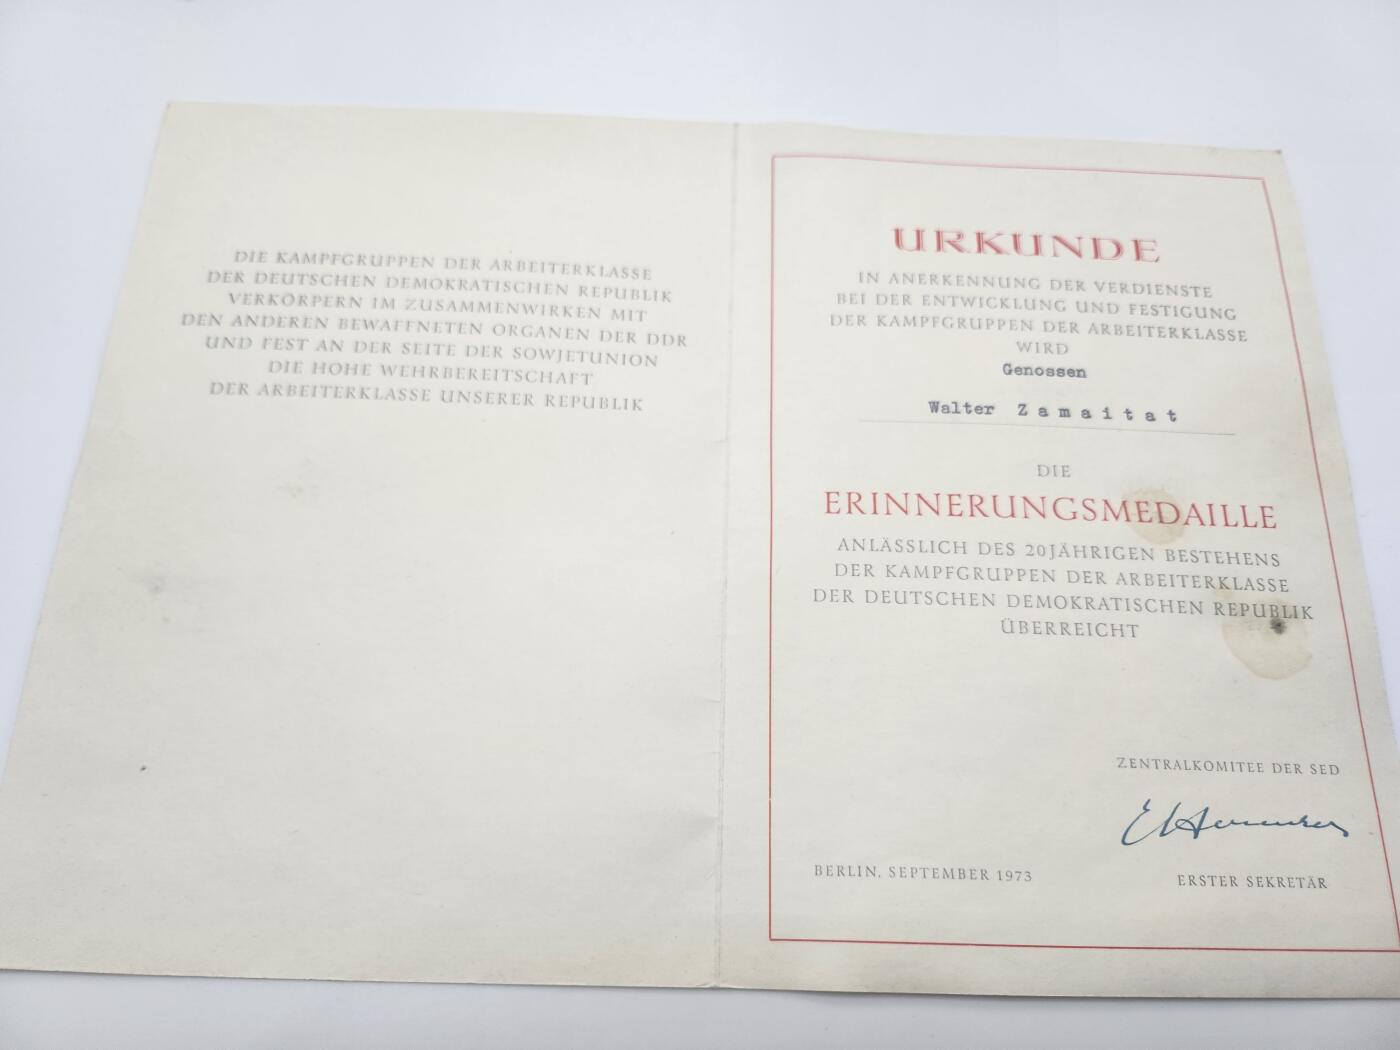 DIE KAMPFGRUPPEN DER ARBEITERKLASSE
DER DEUTSCHEN DEMOKRATISCHEN REPUBLIK
VERKÖRPERN IM ZUSAMMENWIRKEN MIT
DEN ANDEREN BEWAFFNETEN ORGANEN DER DDR
UND FEST AN DER SEITE DER SOWJETUNION
DIE HOHE WEHRBEREITSCHAFT
DER ARBEITERKLASSE UNSERER REPUBLIK
URKUNDE
IN ANERKENNUNG DER VERDIENSTE
BEI DER ENTWICKLUNG UND FESTIGUNG
DER KAMPFGRUPPEN DER ARBEITERKLASSE
WIRD
Genossen
Walter Zamaitat
DIE
ERINNERUNGSMEDAILLE
ANLÄSSLICH DES 20JÄHRIGEN BESTEHENS
DER KAMPFGRUPPEN DER ARBEITERKLASSE
DER DEUTSCHEN DEMOKRATISCHEN REPUBLIK
ÜBERREICHT
ZENTRALKOMITEE DER SED
BERLIN, SEPTEMBER 1973
ERSTER SEKRETÄR